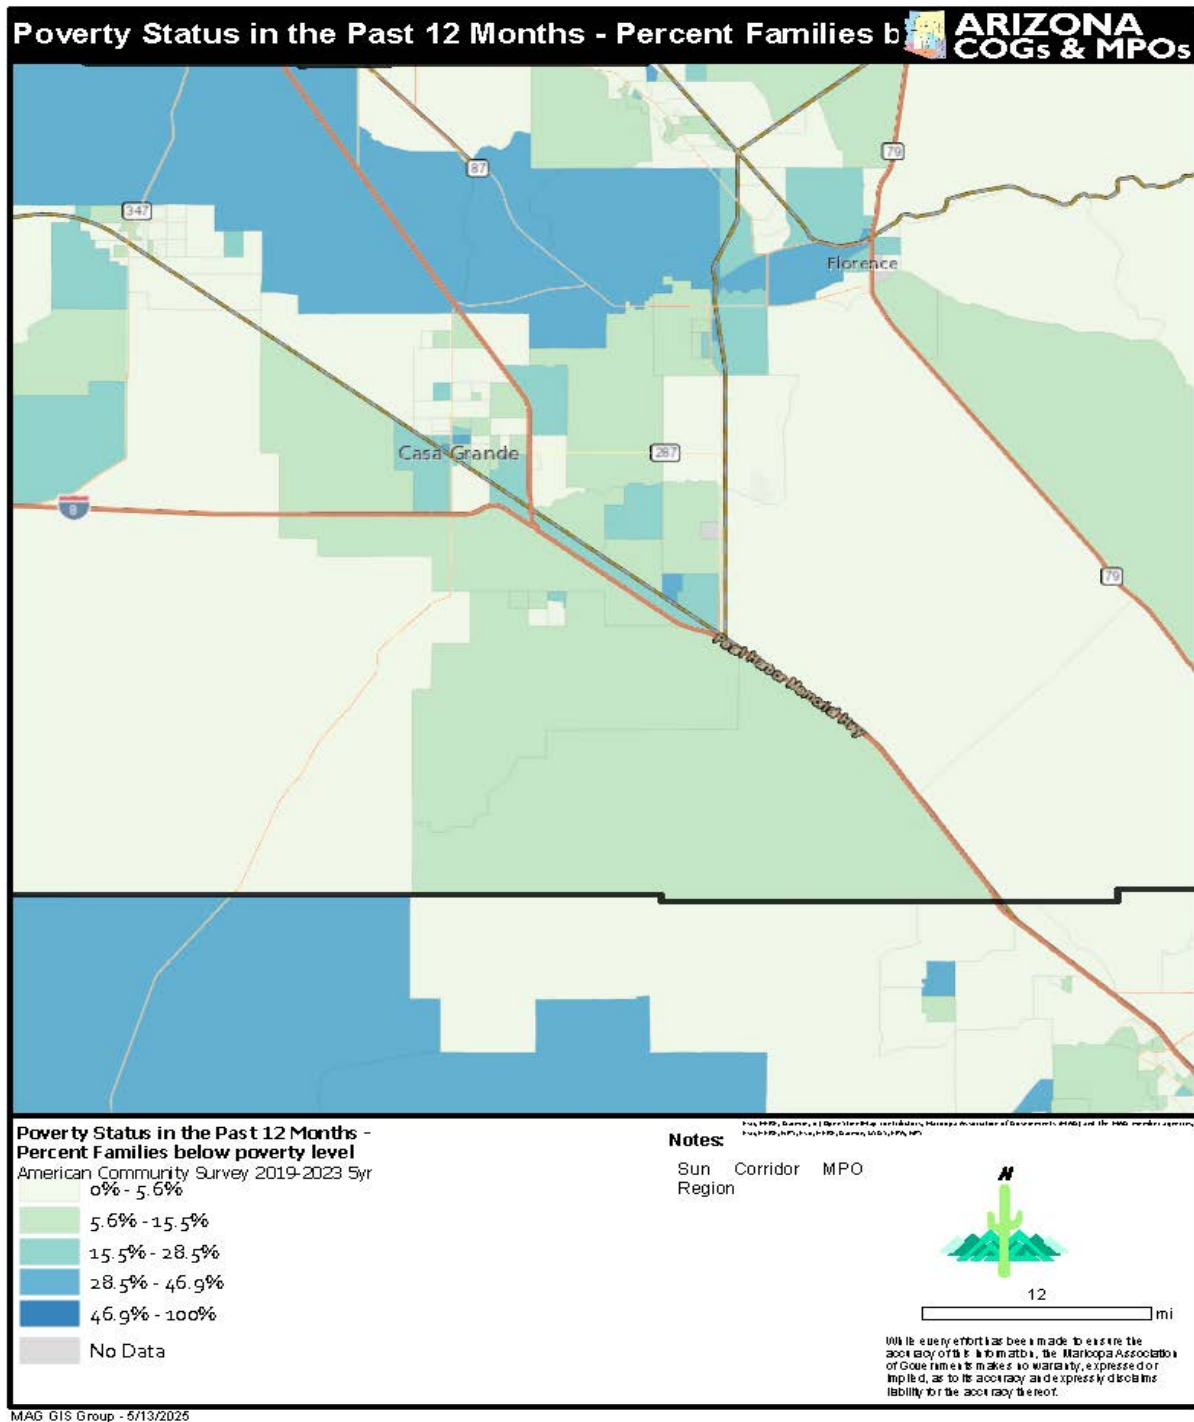 Poverty Status in the Past 12 Months - Percent Families b
ARIZONA
COGs & MPOs
79
87
347
Florence
Casa Grande
287
8
79
Pearl Harbor Memorial Hwy
Poverty Status in the Past 12 Months -
Percent Families below poverty level
American Community Survey 2019-2023 5yr
0% - 5.6%
5.6% - 15.5%
15.5% - 28.5%
28.5% - 46.9%
46.9% - 100%
No Data
Notes:
Sun Corridor MPO
Region
N
12
mi
While every effort has been made to ensure the
accuracy of this information, the Maricopa Association
of Governments makes no warranty, expressed or
implied, as to its accuracy and expressly disclaims
liability for the accuracy thereof.
MAG GIS Group - 5/13/2025